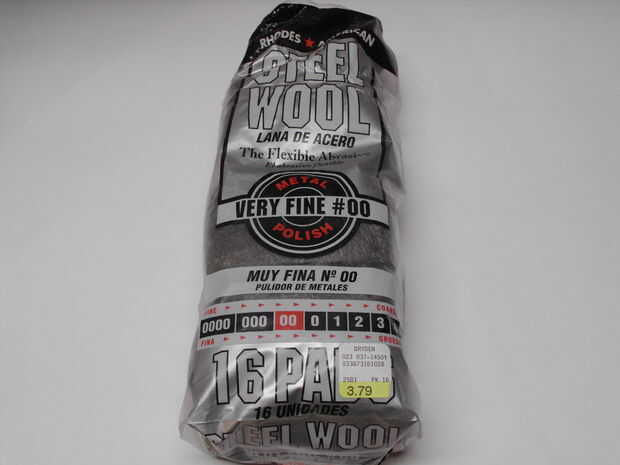 RHODES ★ AMERICAN
STEEL
WOOL
LANA DE ACERO
The Flexible Abrasive
METAL
VERY FINE #00
POLISH
MUY FINA Nº 00
PULIDOR DE METALES
FINE COARSE
0000 000 00 0 1 2 3
FINA GRUESA
DRYDEN
16 PADS
3.79
16 UNIDADES
STEEL WOOL